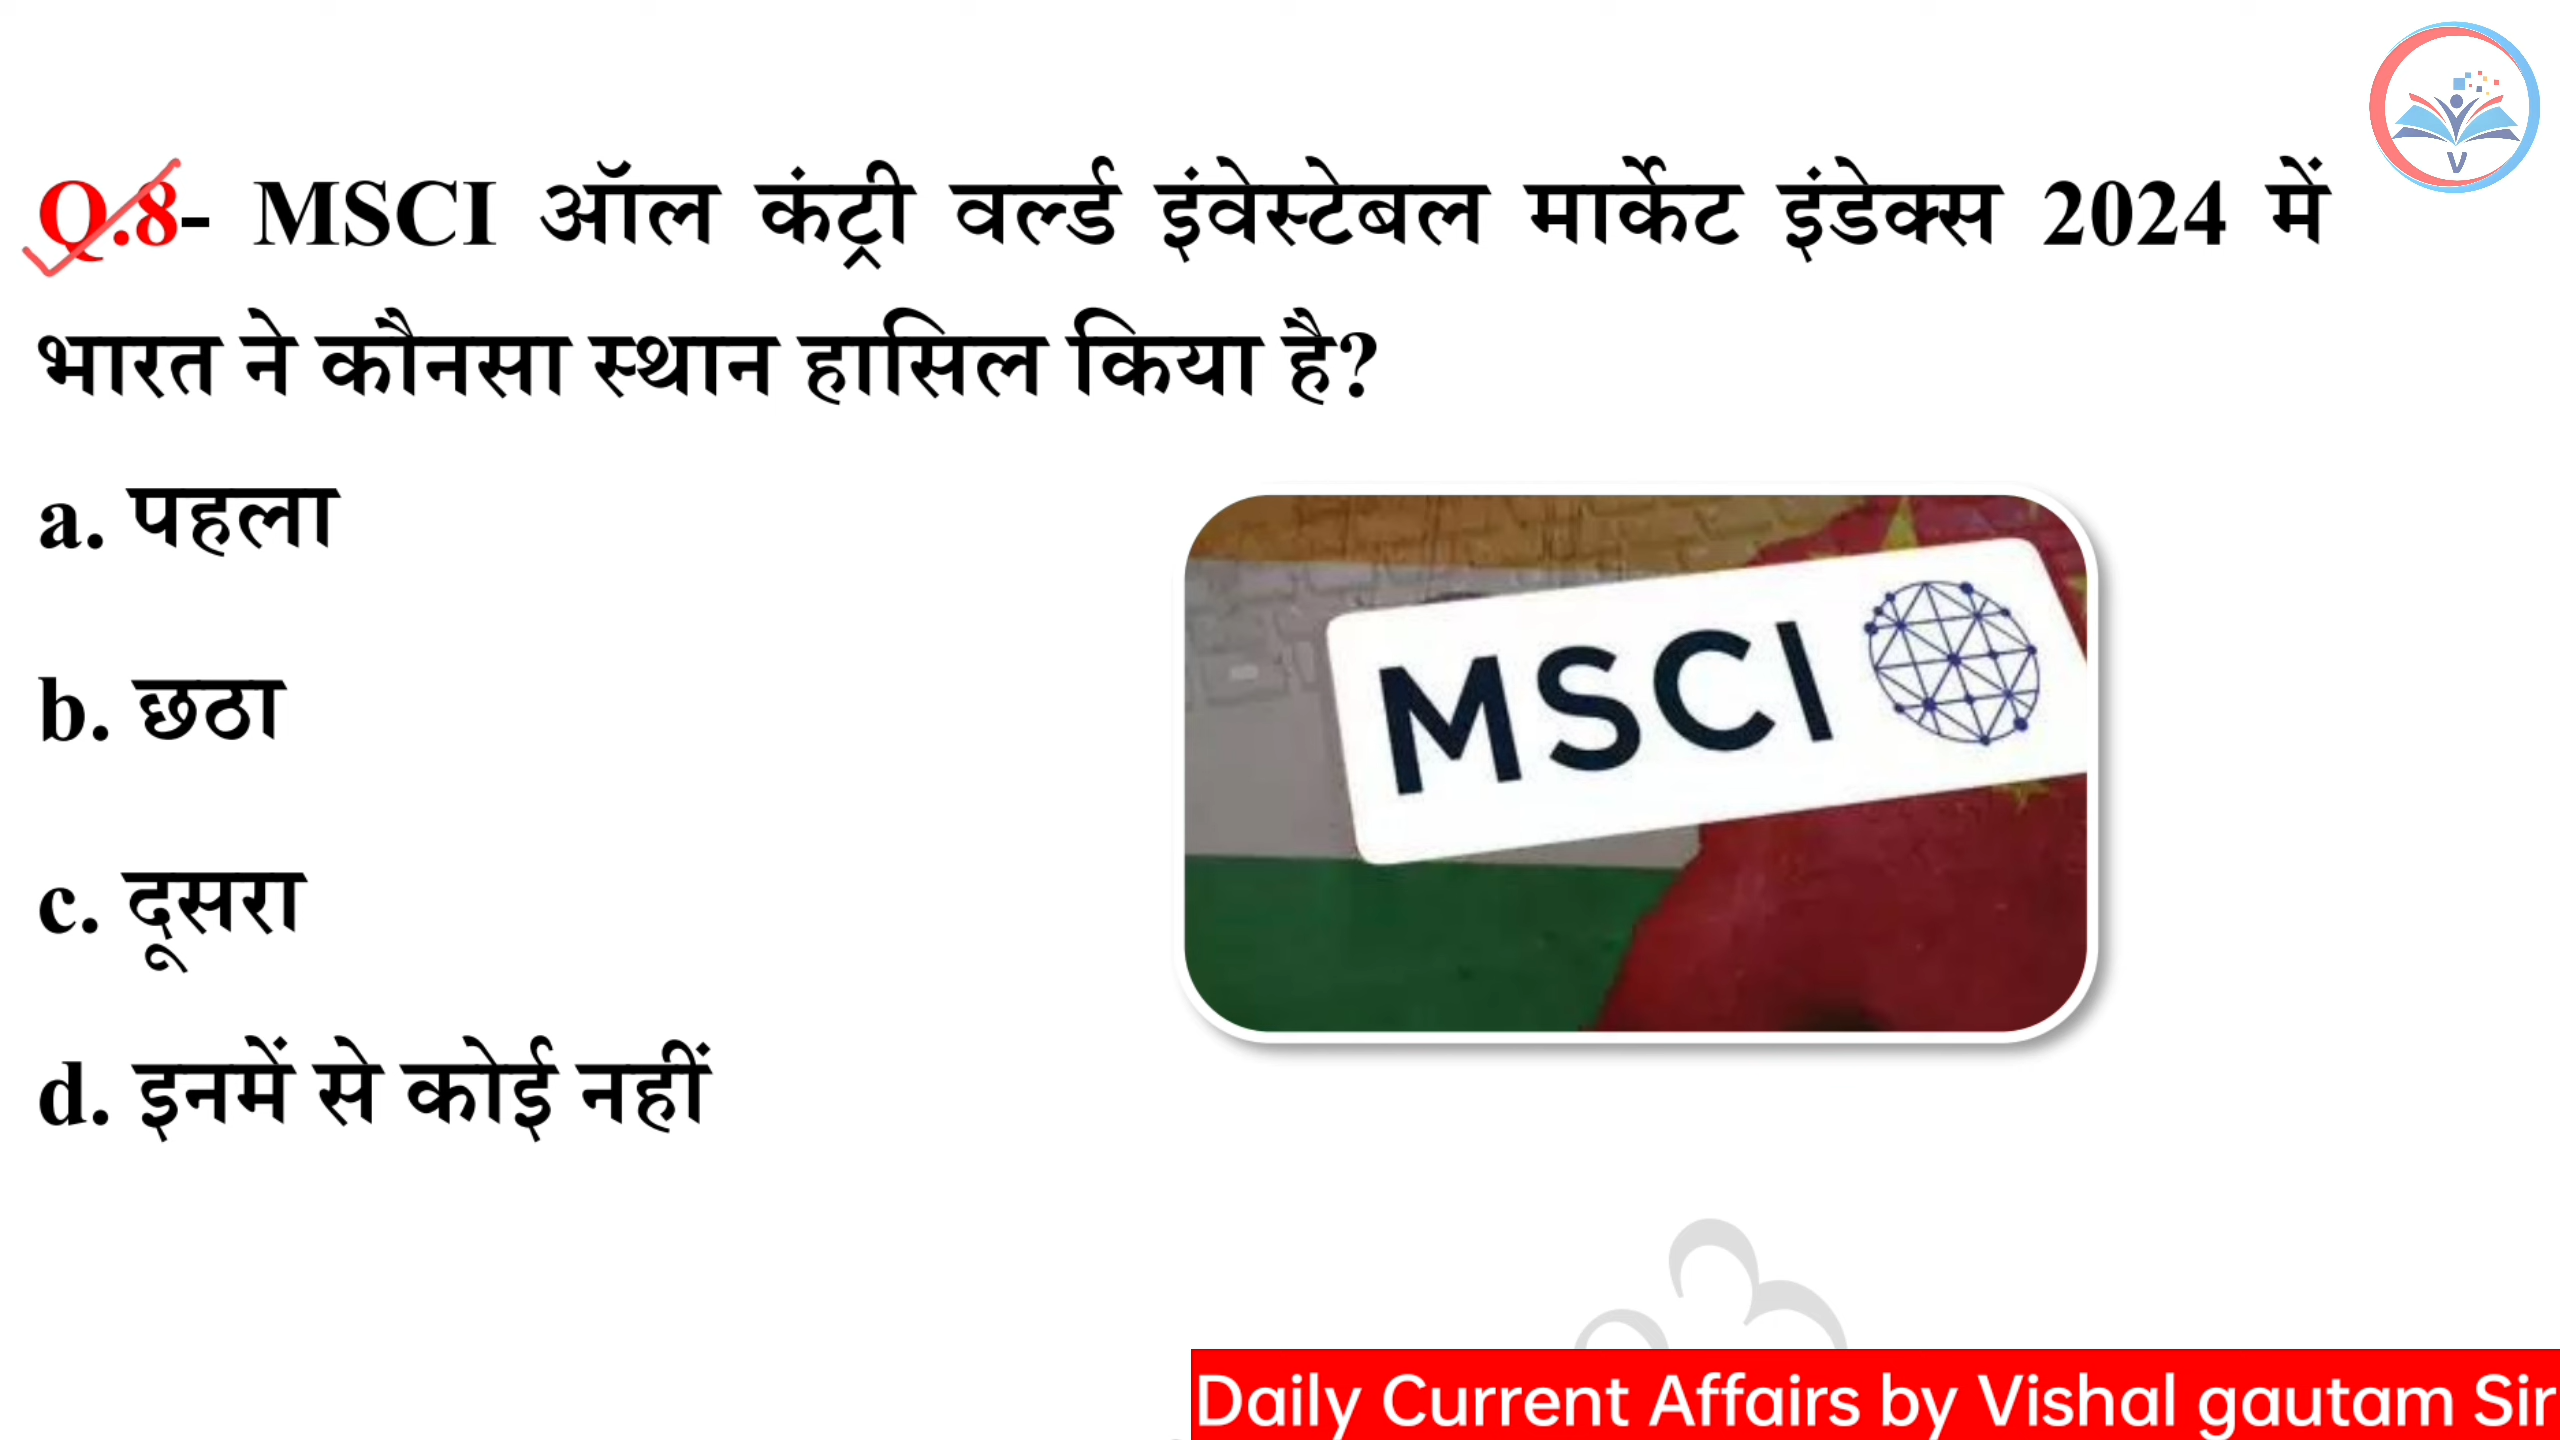 Q.8- MSCI ऑल कंट्री वर्ल्ड इंवेस्टेबल मार्केट इंडेक्स 2024 में
भारत ने कौनसा स्थान हासिल किया है?
a. पहला
b. छठा
c. दूसरा
d. इनमें से कोई नहीं
MSCI
V
Daily Current Affairs by Vishal gautam Sir